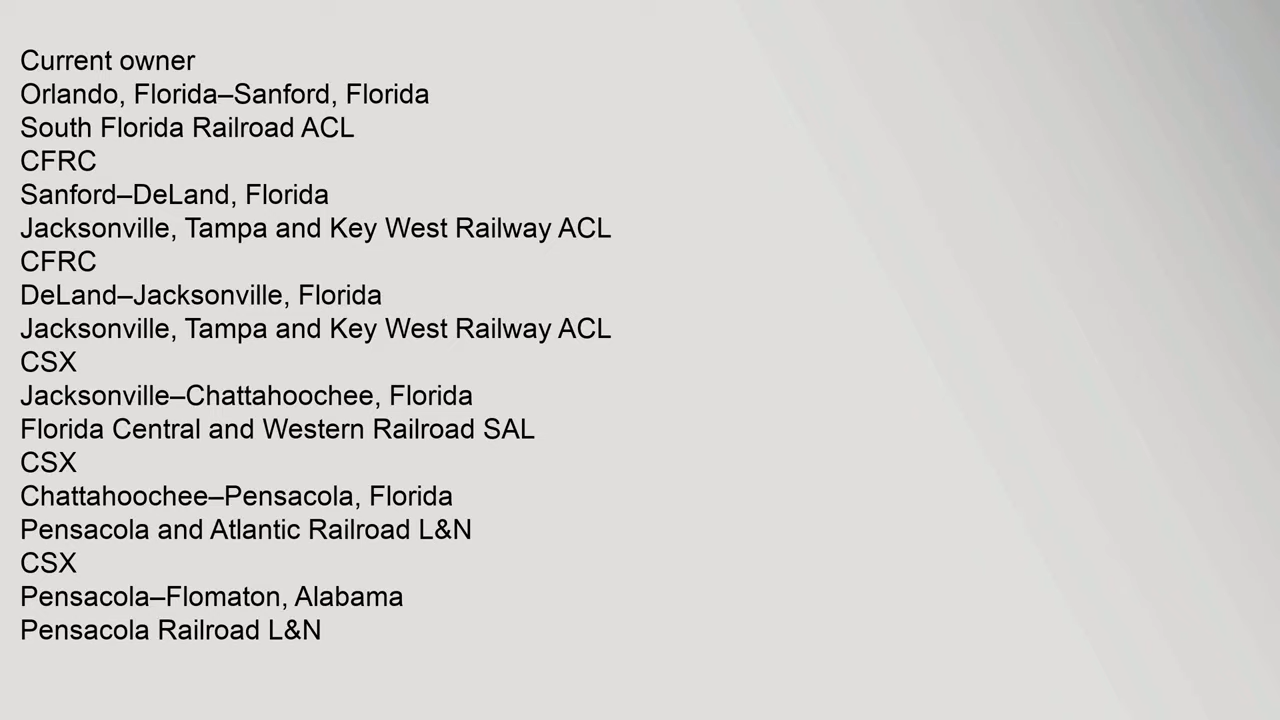 Current owner
Orlando, Florida–Sanford, Florida
South Florida Railroad ACL
CFRC
Sanford–DeLand, Florida
Jacksonville, Tampa and Key West Railway ACL
CFRC
DeLand–Jacksonville, Florida
Jacksonville, Tampa and Key West Railway ACL
CSX
Jacksonville–Chattahoochee, Florida
Florida Central and Western Railroad SAL
CSX
Chattahoochee–Pensacola, Florida
Pensacola and Atlantic Railroad L&N
CSX
Pensacola–Flomaton, Alabama
Pensacola Railroad L&N